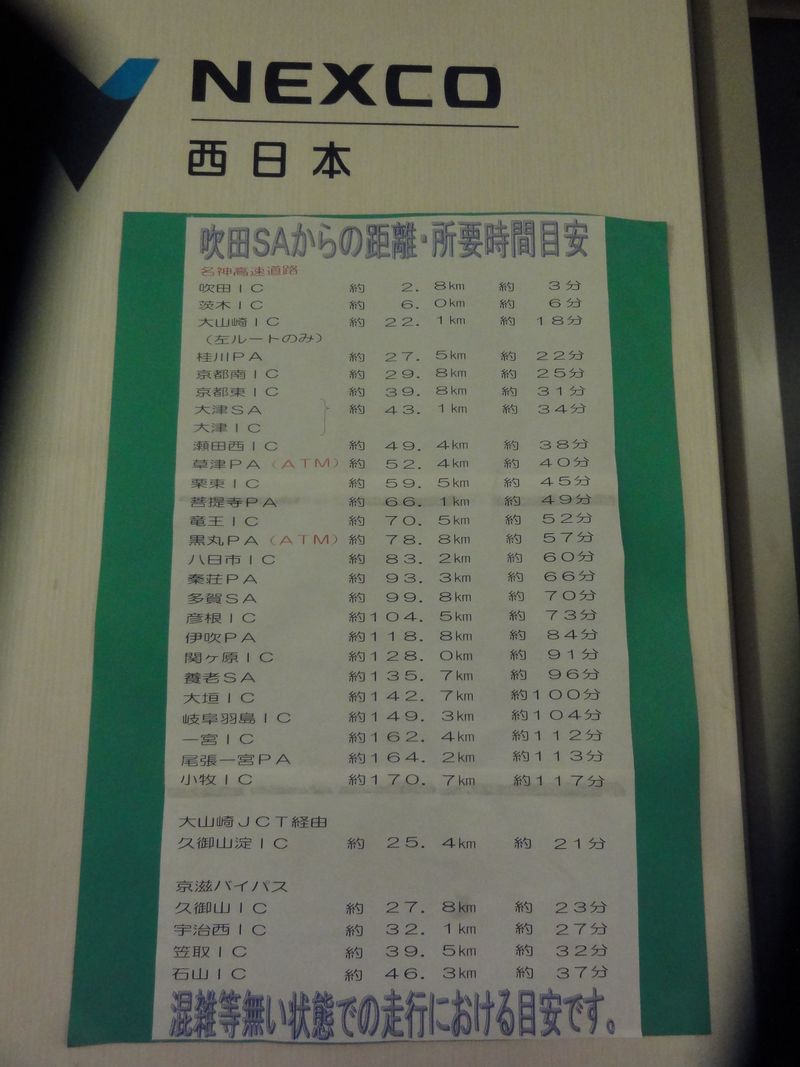 NEXCO
西日本
吹田SAからの距離・所要時間目安
名神高速道路
吹田IC 約 2.8km 約 3分
茨木IC 約 6.0km 約 6分
大山崎IC 約 22.1km 約 18分
(左ルートのみ)
桂川PA 約 27.5km 約 22分
京都南IC 約 29.8km 約 25分
京都東IC 約 39.8km 約 31分
大津SA 約 43.1km 約 34分
大津IC
瀬田西IC 約 49.4km 約 38分
草津PA(ATM) 約 52.4km 約 40分
栗東IC 約 59.5km 約 45分
菩提寺PA 約 66.1km 約 49分
竜王IC 約 70.5km 約 52分
黒丸PA(ATM) 約 78.8km 約 57分
八日市IC 約 83.2km 約 60分
秦荘PA 約 93.3km 約 66分
多賀SA 約 99.8km 約 70分
彦根IC 約104.5km 約 73分
伊吹PA 約118.8km 約 84分
関ヶ原IC 約128.0km 約 91分
養老SA 約135.7km 約 96分
大垣IC 約142.7km 約100分
岐阜羽島IC 約149.3km 約104分
一宮IC 約162.4km 約112分
尾張一宮PA 約164.2km 約113分
小牧IC 約170.7km 約117分
大山崎JCT経由
久御山淀IC 約 25.4km 約 21分
京滋バイパス
久御山IC 約 27.8km 約 23分
宇治西IC 約 32.1km 約 27分
笠取IC 約 39.5km 約 32分
石山IC 約 46.3km 約 37分
混雑等無い状態での走行における目安です。